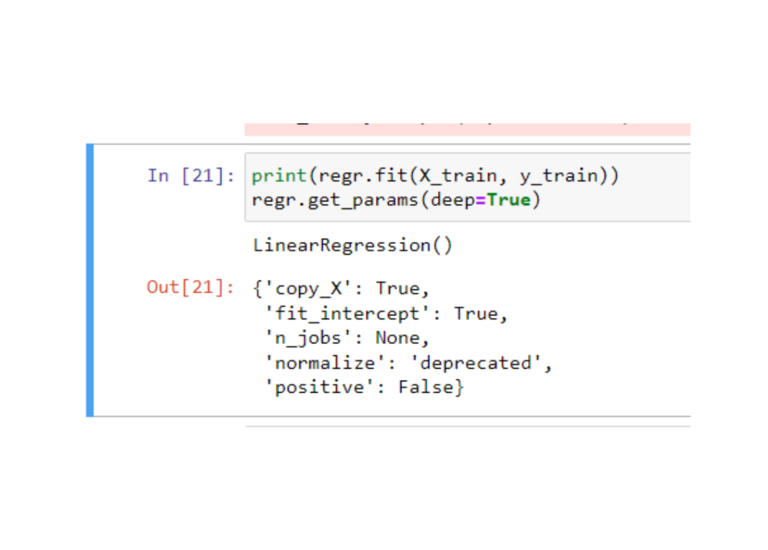 In [21]: print(regr.fit(X_train, y_train))
regr.get_params(deep=True)
LinearRegression()
Out[21]: {'copy_X': True,
'fit_intercept': True,
'n_jobs': None,
'normalize': 'deprecated',
'positive': False}